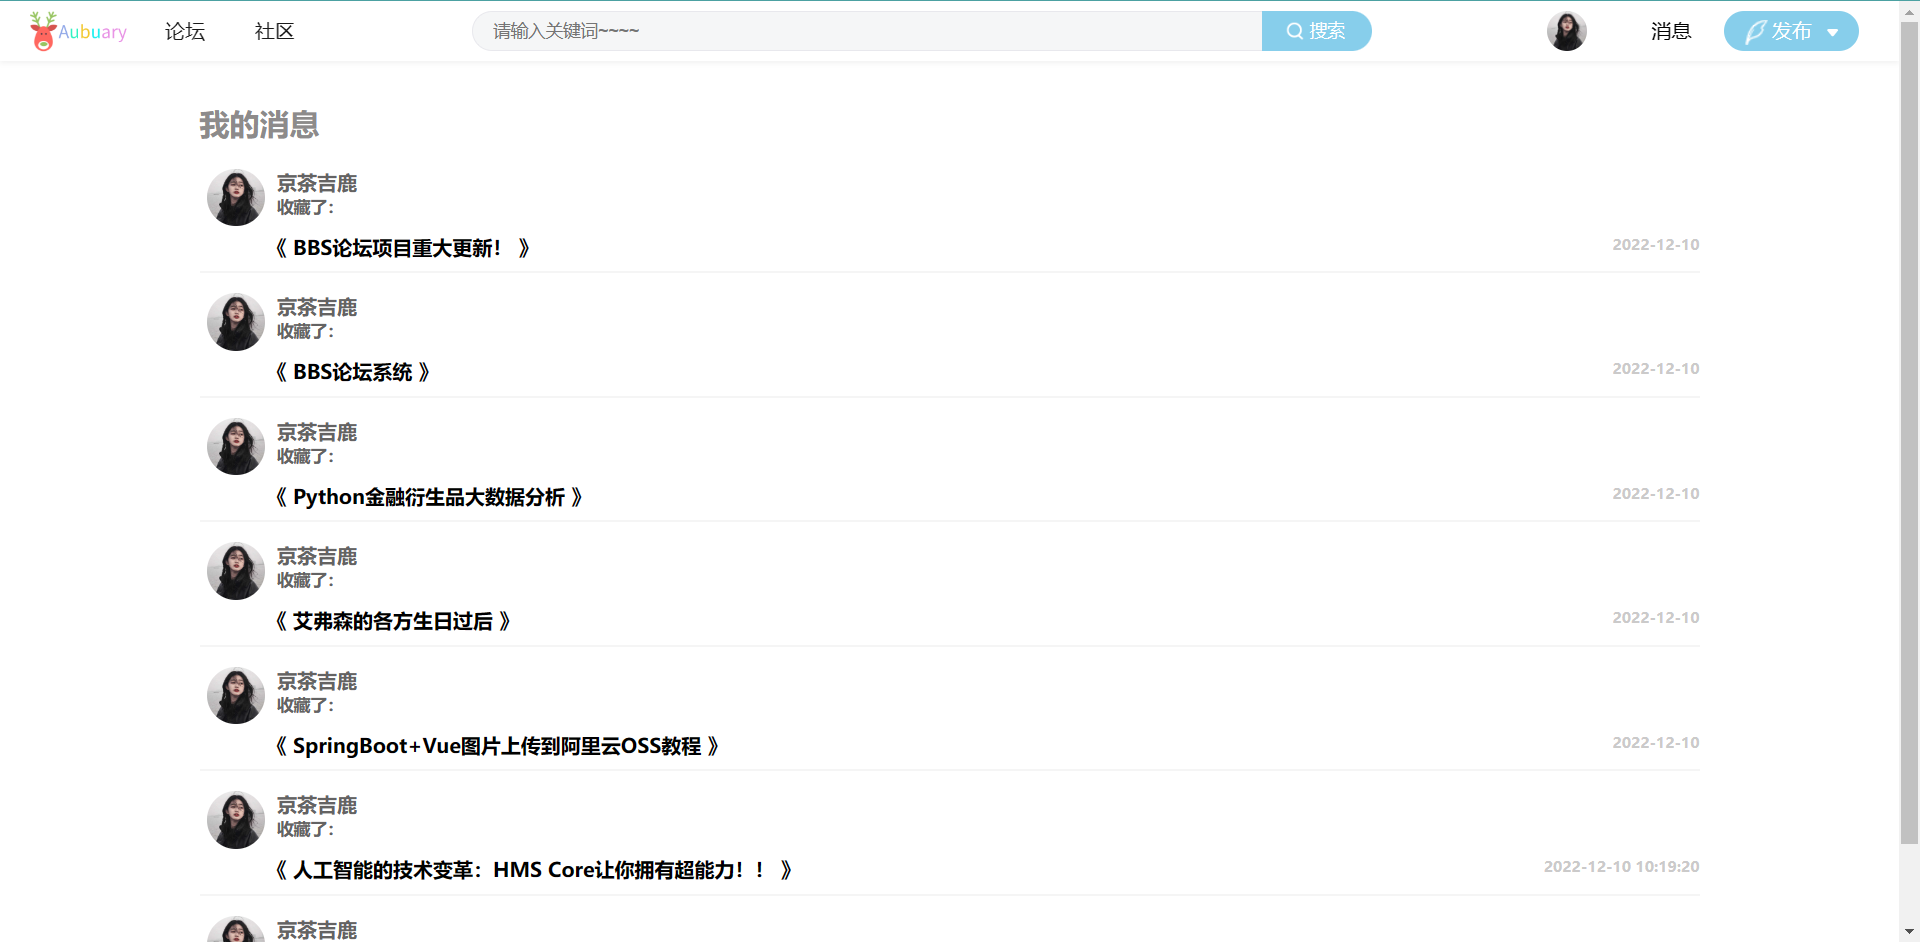 Aubuary 论坛 社区 请输入关键词~~~~ 搜索 消息 发布
我的消息
京茶吉鹿
收藏了：
《 BBS论坛项目重大更新！ 》 2022-12-10
京茶吉鹿
收藏了：
《 BBS论坛系统 》 2022-12-10
京茶吉鹿
收藏了：
《 Python金融衍生品大数据分析 》 2022-12-10
京茶吉鹿
收藏了：
《 艾弗森的各方生日过后 》 2022-12-10
京茶吉鹿
收藏了：
《 SpringBoot+Vue图片上传到阿里云OSS教程 》 2022-12-10
京茶吉鹿
收藏了：
《 人工智能的技术变革：HMS Core让你拥有超能力！！ 》 2022-12-10 10:19:20
京茶吉鹿